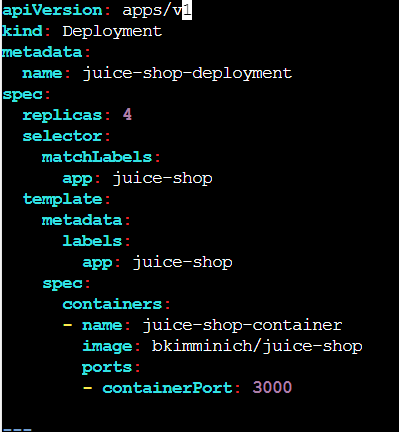 apiVersion: apps/v1
kind: Deployment
metadata:
  name: juice-shop-deployment
spec:
  replicas: 4
  selector:
    matchLabels:
      app: juice-shop
  template:
    metadata:
      labels:
        app: juice-shop
    spec:
      containers:
      - name: juice-shop-container
        image: bkimminich/juice-shop
        ports:
        - containerPort: 3000
---